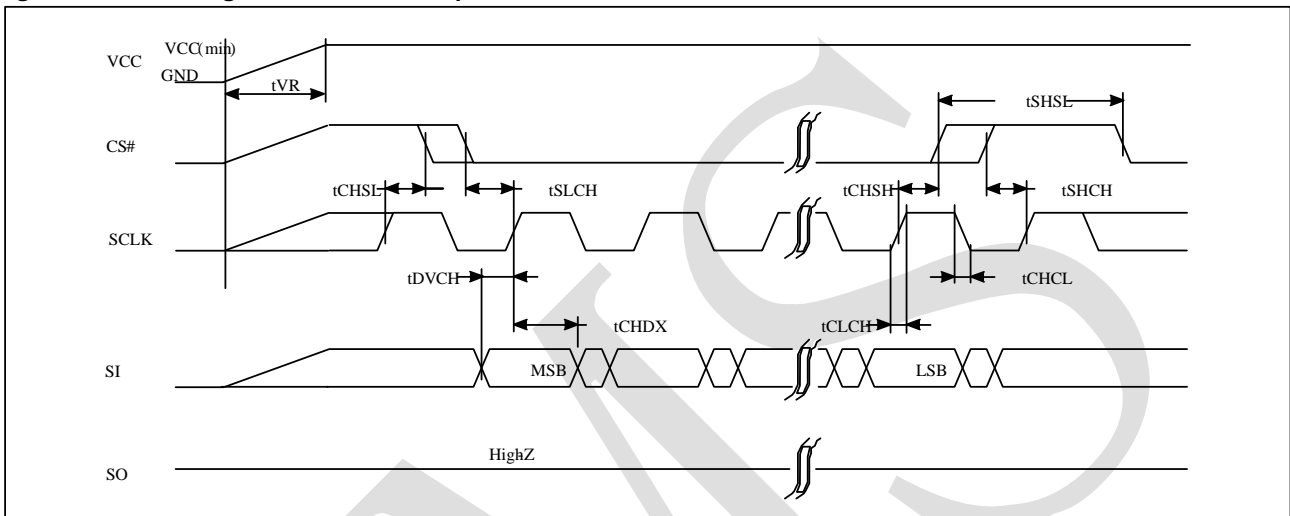 VCC(min)
VCC
GND
tVR
tSHSL
CS#
tCHSL
tSLCH
tCHSH
tSHCH
SCLK
tDVCH
tCHCL
tCHDX
tCLCH
SI
MSB
LSB
High-Z
SO